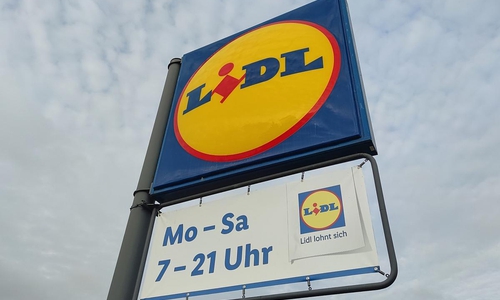 LIDL
Mo – Sa
7 – 21 Uhr
LIDL
Lidl lohnt sich